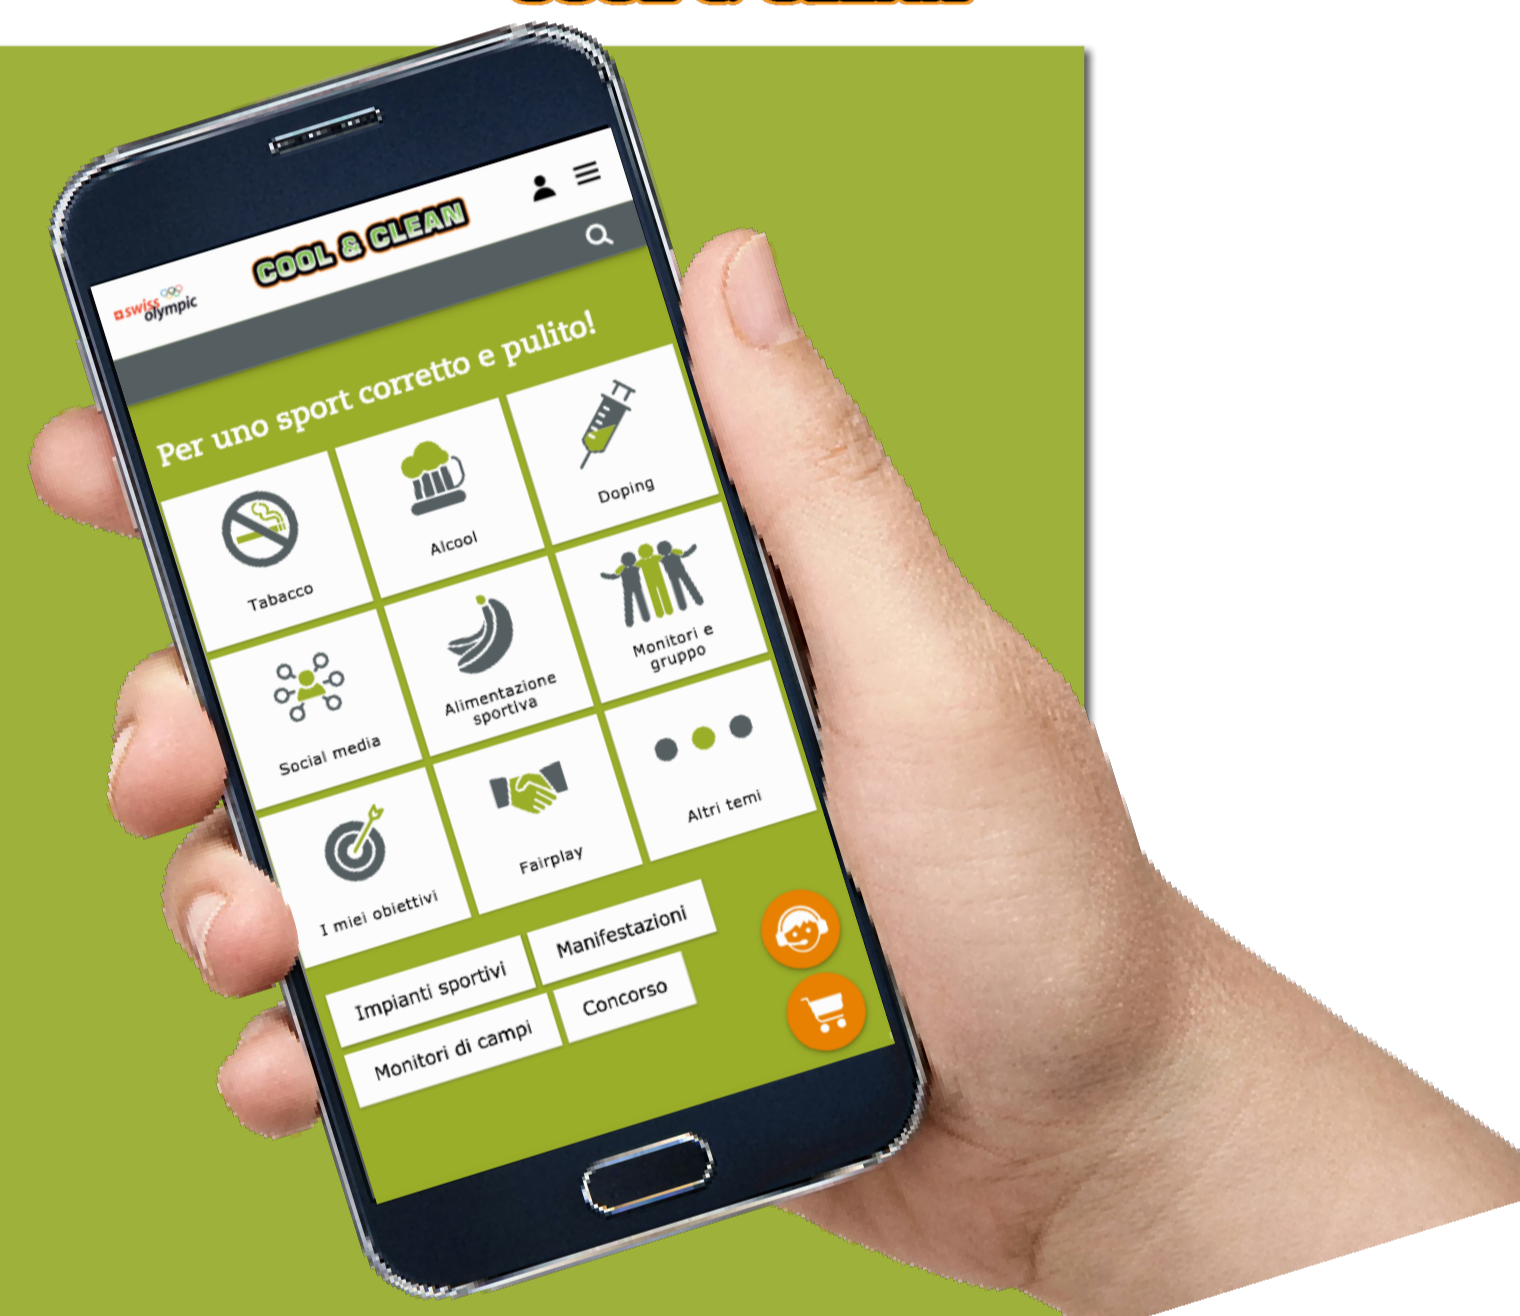 COOL & CLEAN
swiss
olympic
Per uno sport corretto e pulito!
Tabacco
Alcool
Doping
Social media
Alimentazione
sportiva
Monitori e
gruppo
I miei obiettivi
Fairplay
Altri temi
Impianti sportivi
Manifestazioni
Monitori di campi
Concorso